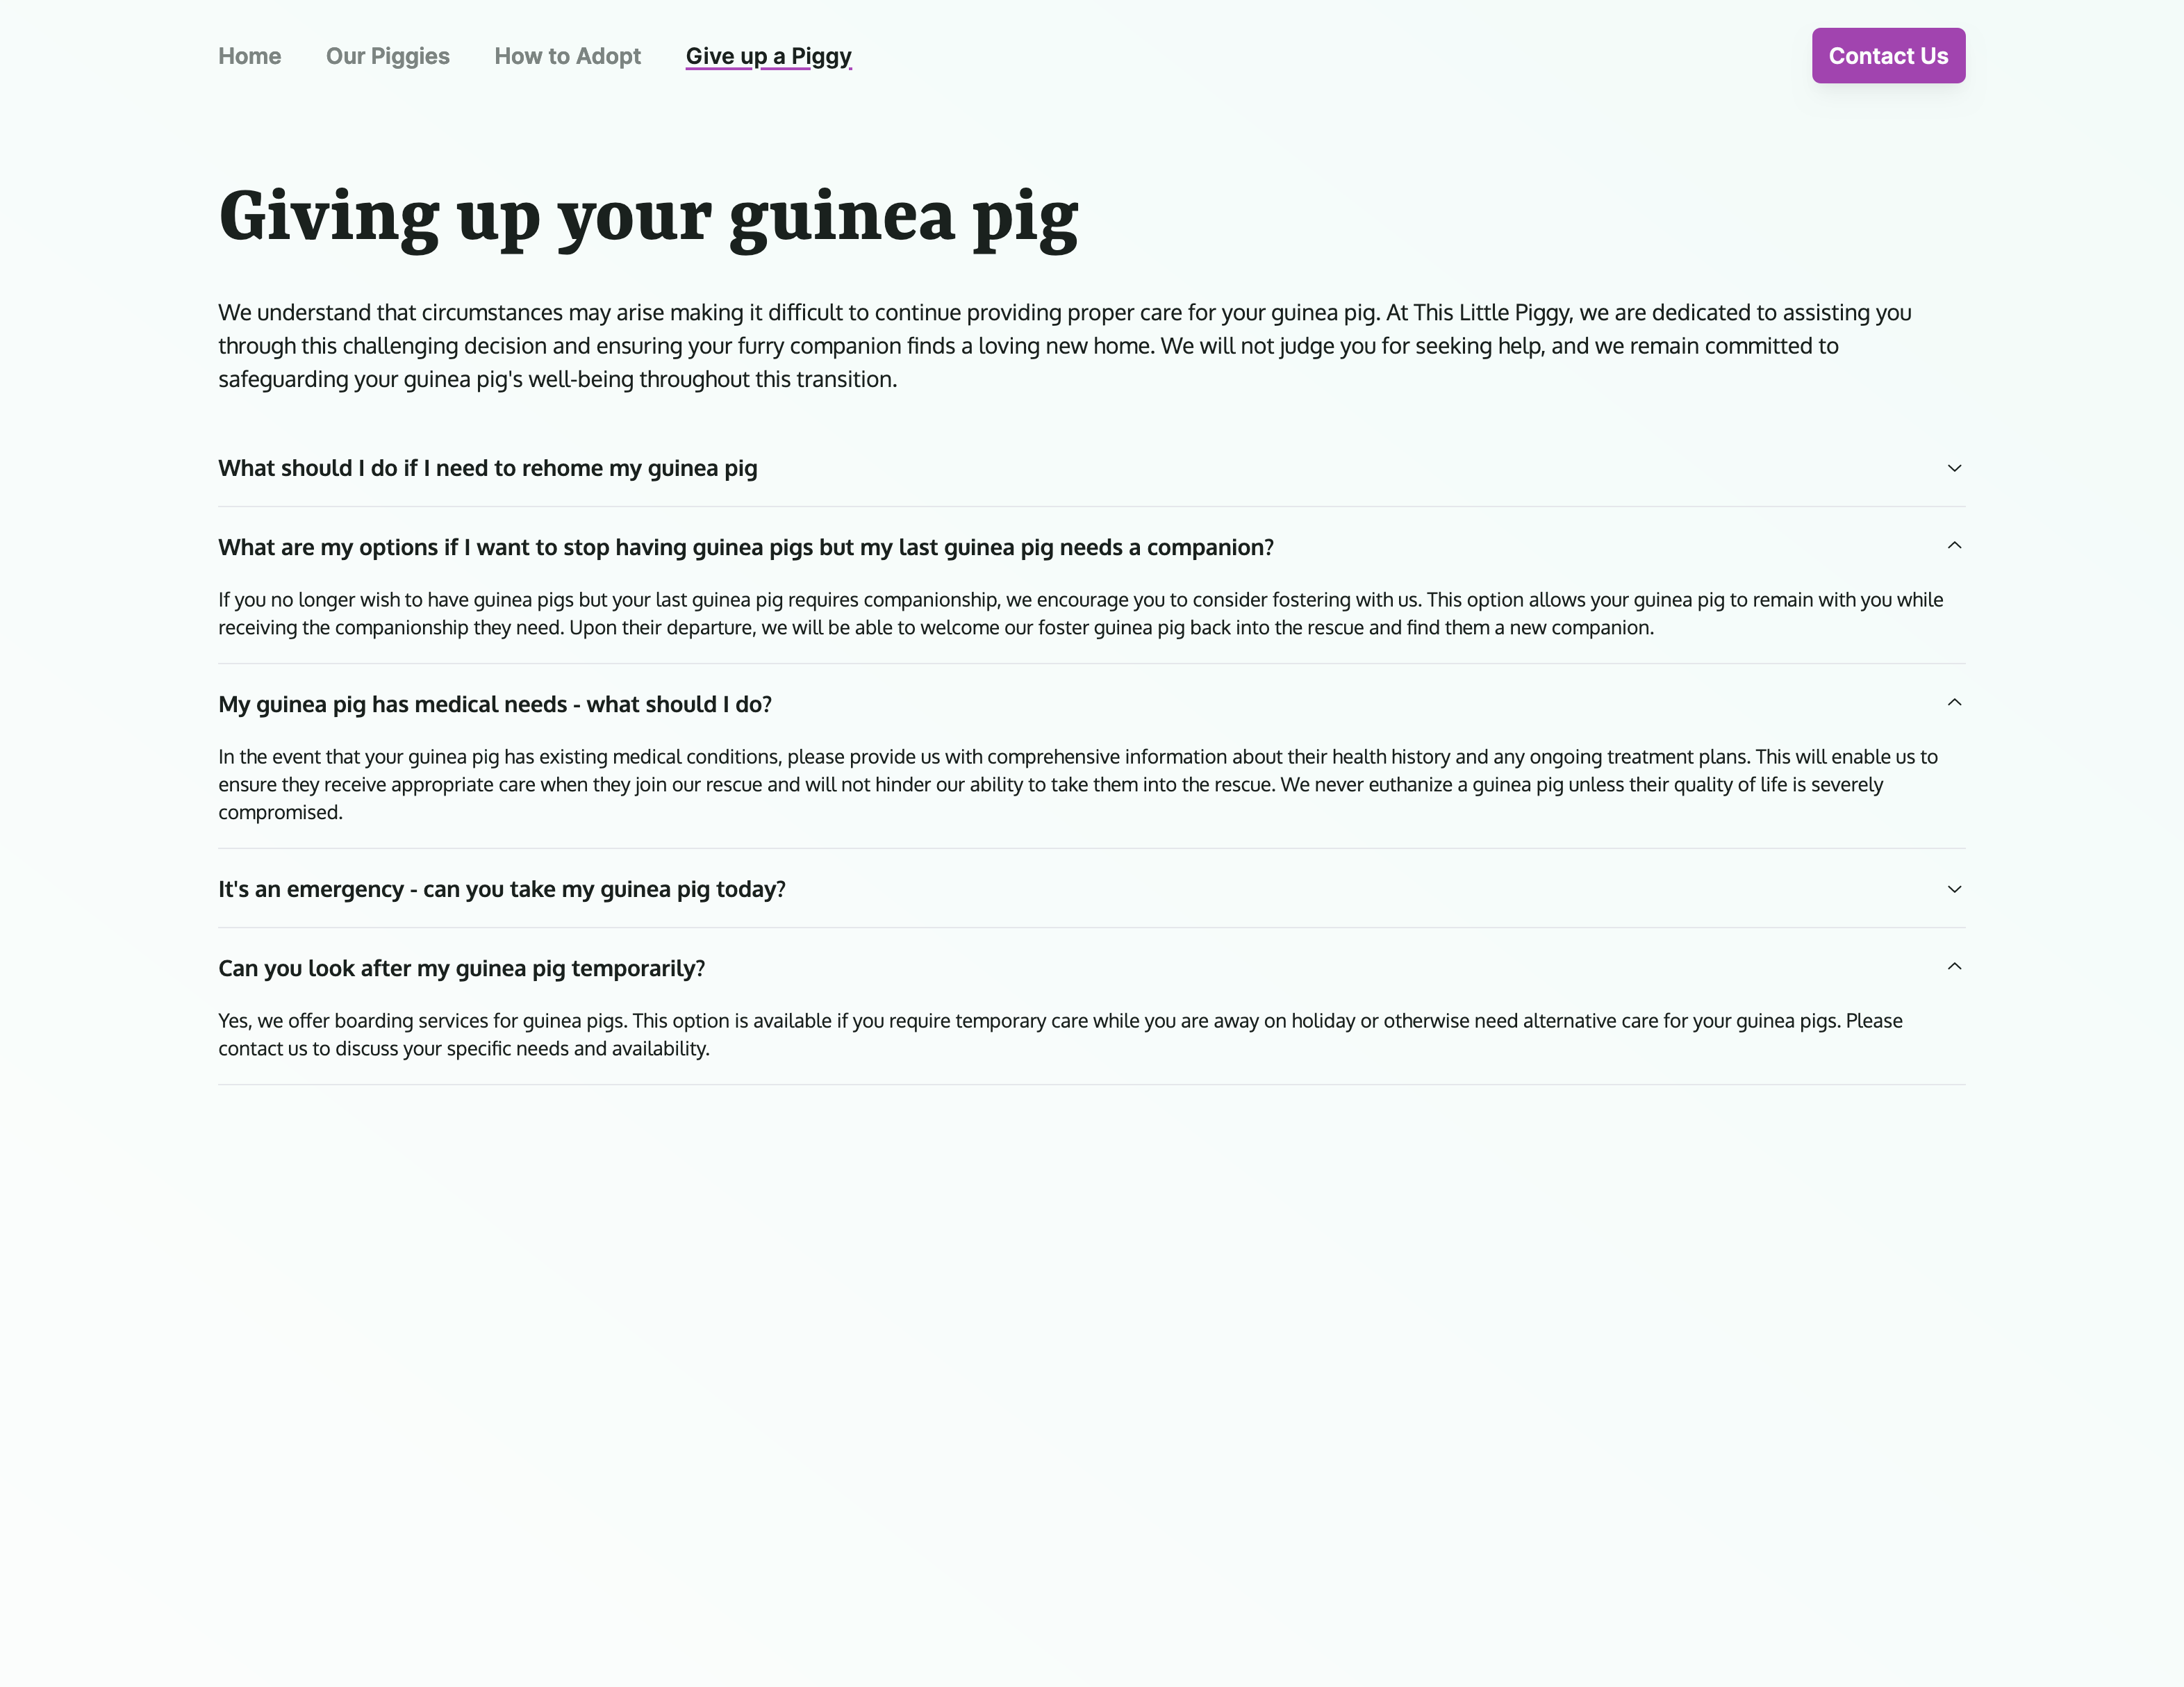 Home
Our Piggies
How to Adopt
Give up a Piggy
Contact Us
Giving up your guinea pig
We understand that circumstances may arise making it difficult to continue providing proper care for your guinea pig. At This Little Piggy, we are dedicated to assisting you
through this challenging decision and ensuring your furry companion finds a loving new home. We will not judge you for seeking help, and we remain committed to
safeguarding your guinea pig's well-being throughout this transition.
What should I do if I need to rehome my guinea pig
What are my options if I want to stop having guinea pigs but my last guinea pig needs a companion?
If you no longer wish to have guinea pigs but your last guinea pig requires companionship, we encourage you to consider fostering with us. This option allows your guinea pig to remain with you while
receiving the companionship they need. Upon their departure, we will be able to welcome our foster guinea pig back into the rescue and find them a new companion.
My guinea pig has medical needs - what should I do?
In the event that your guinea pig has existing medical conditions, please provide us with comprehensive information about their health history and any ongoing treatment plans. This will enable us to
ensure they receive appropriate care when they join our rescue and will not hinder our ability to take them into the rescue. We never euthanize a guinea pig unless their quality of life is severely
compromised.
It's an emergency - can you take my guinea pig today?
Can you look after my guinea pig temporarily?
Yes, we offer boarding services for guinea pigs. This option is available if you require temporary care while you are away on holiday or otherwise need alternative care for your guinea pigs. Please
contact us to discuss your specific needs and availability.